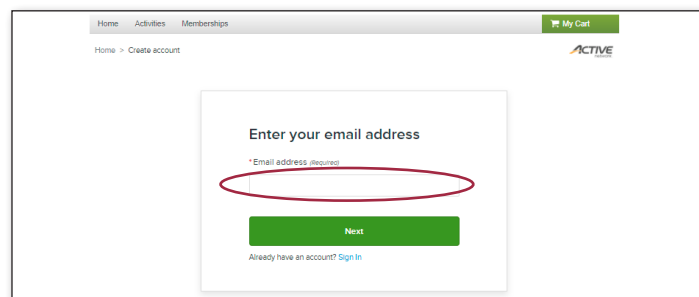 Home Activities Memberships My Cart
Home > Create account
ACTIVE
network
Enter your email address
* Email address (Required)
Next
Already have an account? Sign In